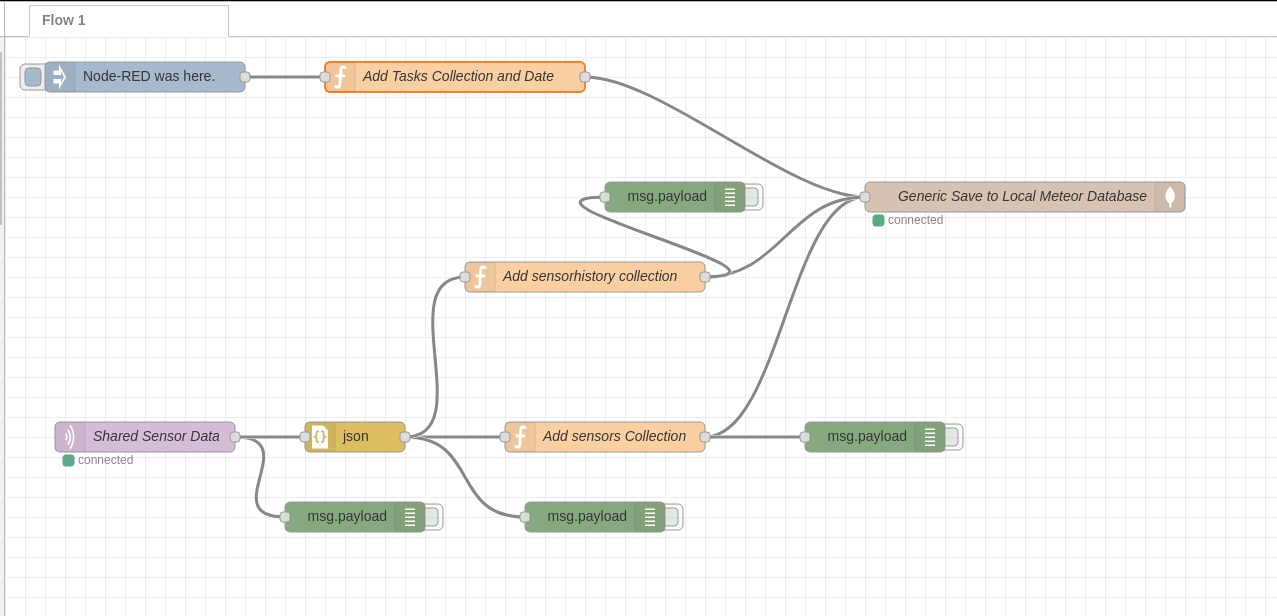 Flow 1
Node-RED was here.
Add Tasks Collection and Date
msg.payload
Generic Save to Local Meteor Database
connected
Add sensorhistory collection
Shared Sensor Data
json
Add sensors Collection
msg.payload
connected
msg.payload
msg.payload